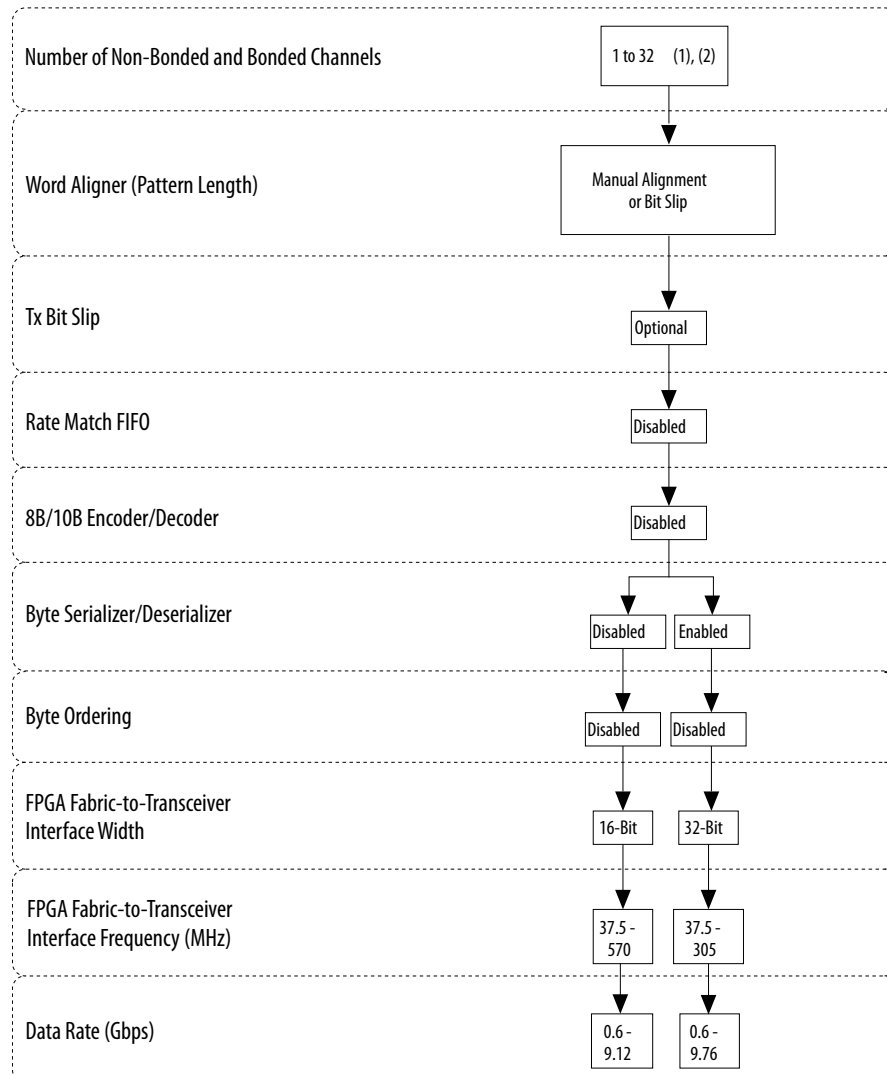 Number of Non-Bonded and Bonded Channels
1 to 32 (1), (2)
Word Aligner (Pattern Length)
Manual Alignment
or Bit Slip
Tx Bit Slip
Optional
Rate Match FIFO
Disabled
8B/10B Encoder/Decoder
Disabled
Byte Serializer/Deserializer
Disabled Enabled
Byte Ordering
Disabled Disabled
FPGA Fabric-to-Transceiver
Interface Width
16-Bit 32-Bit
FPGA Fabric-to-Transceiver
Interface Frequency (MHz)
37.5 -
570
37.5 -
305
Data Rate (Gbps)
0.6 -
9.12
0.6 -
9.76